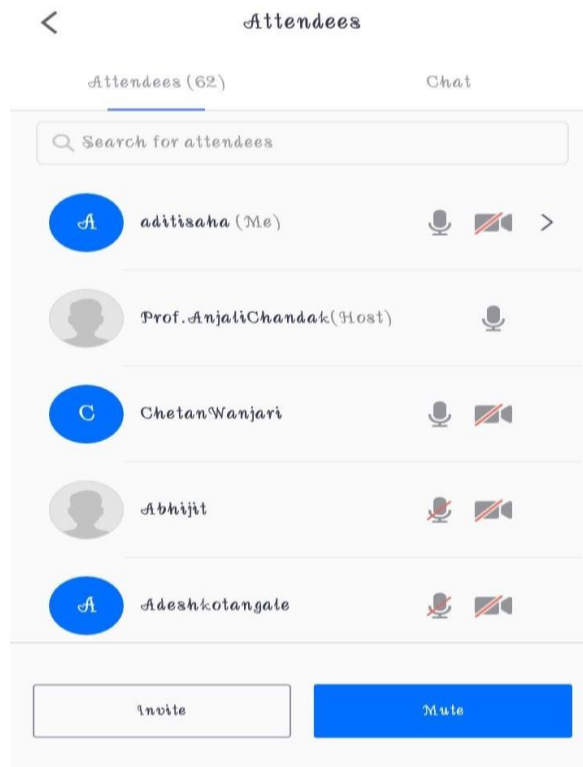 Attendees
Attendees (62) Chat
Search for attendees
A aditisaha (Me)
Prof.AnjaliChandak(Host)
C ChetanWanjari
Abhijit
A Adeshkotangale
Invite Mute